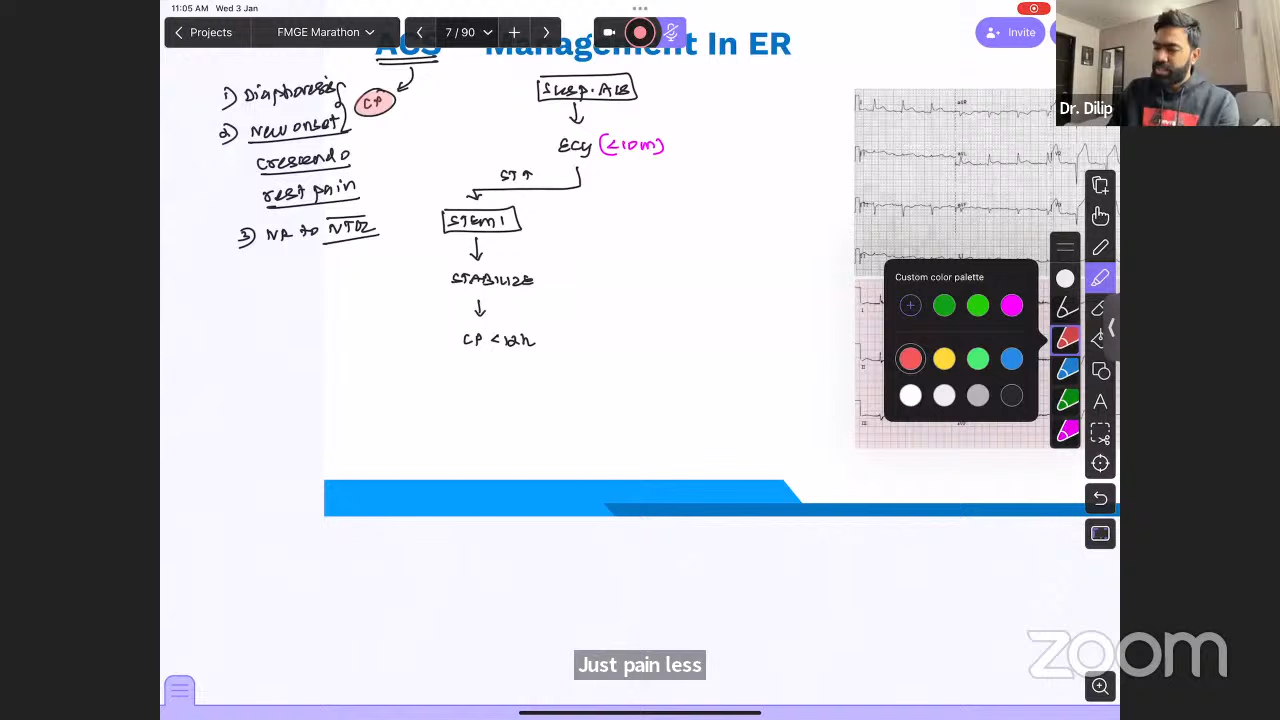 11:05 AM Wed 3 Jan
Projects
FMGE Marathon
7 / 90
Invite
ACS - Management In ER
1) Diaphoresis
CP
2) New onset
crescendo
rest pain
3) NR to NTG
Susp. ACS
ECG (<10m)
ST↑
STEMI
STABILIZE
CP < 12h
Custom color palette
Dr. Dilip
Just pain less
zoom